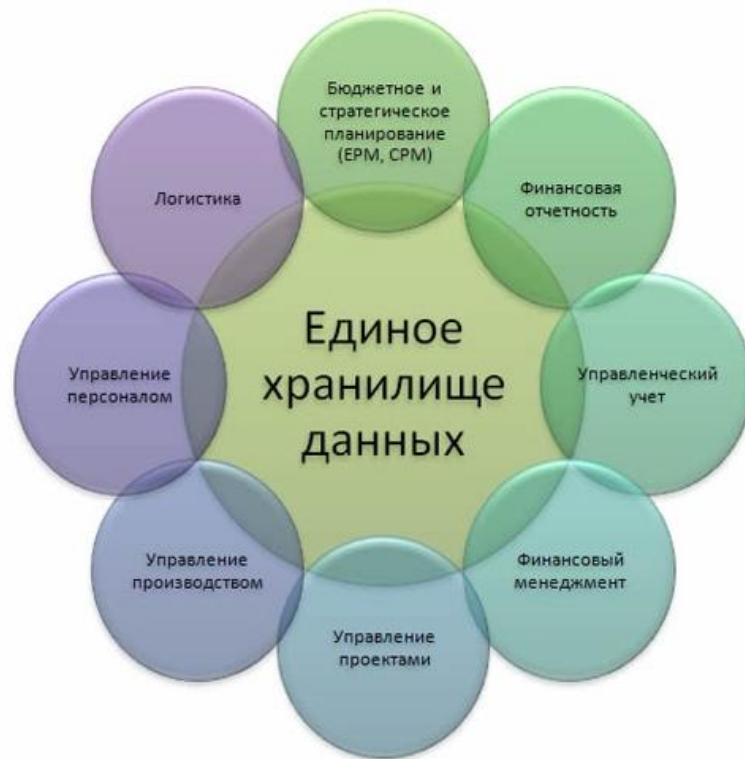 Бюджетное и
стратегическое
планирование
(EPM, CPM)
Финансовая
отчетность
Управленческий
учет
Финансовый
менеджмент
Управление
проектами
Управление
производством
Управление
персоналом
Логистика
Единое
хранилище
данных